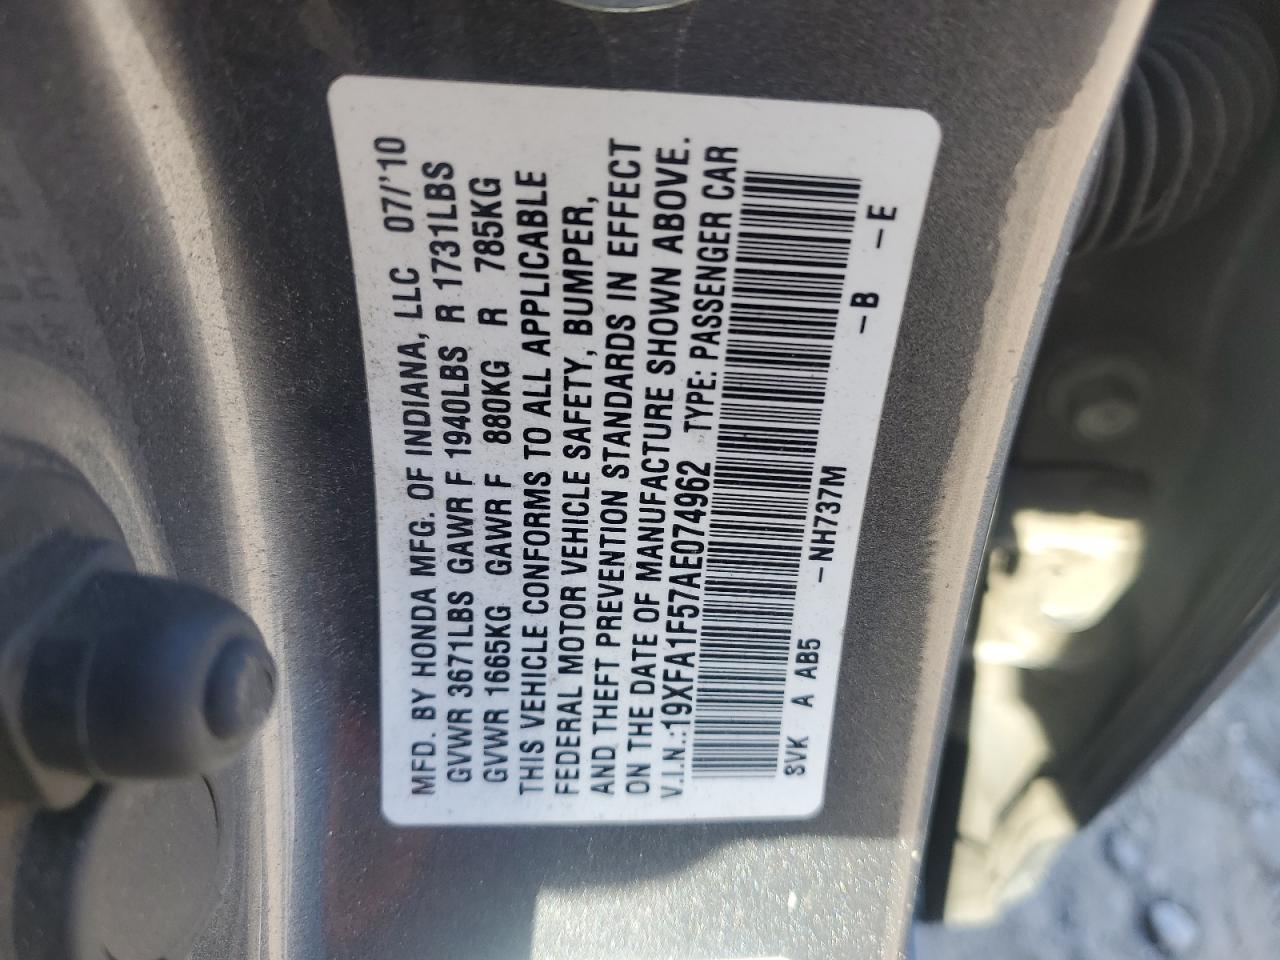 MFD. BY HONDA MFG. OF INDIANA, LLC 07/'10
GVWR 3671LBS GAWR F 1940LBS R 1731LBS
GVWR 1665KG GAWR F 880KG R 785KG
THIS VEHICLE CONFORMS TO ALL APPLICABLE
FEDERAL MOTOR VEHICLE SAFETY, BUMPER,
AND THEFT PREVENTION STANDARDS IN EFFECT
ON THE DATE OF MANUFACTURE SHOWN ABOVE.
V.I.N.:19XFA1F57AE074962 TYPE: PASSENGER CAR
SVK A AB5 -NH737M -B -E